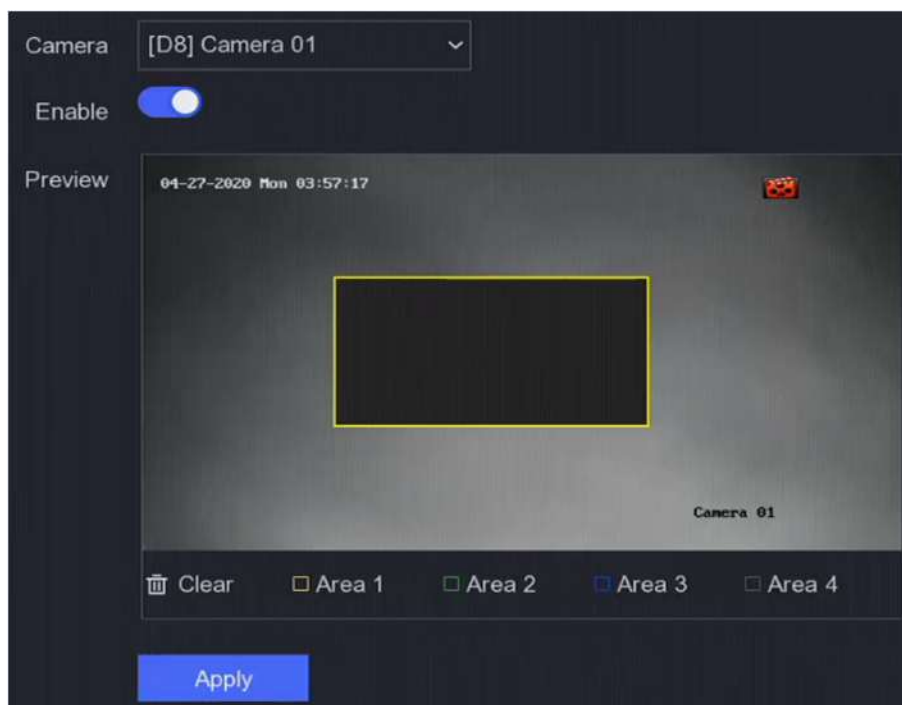 Camera [D8] Camera 01
Enable
Preview
04-27-2020 Mon 03:57:17
Camera 01
Clear Area 1 Area 2 Area 3 Area 4
Apply